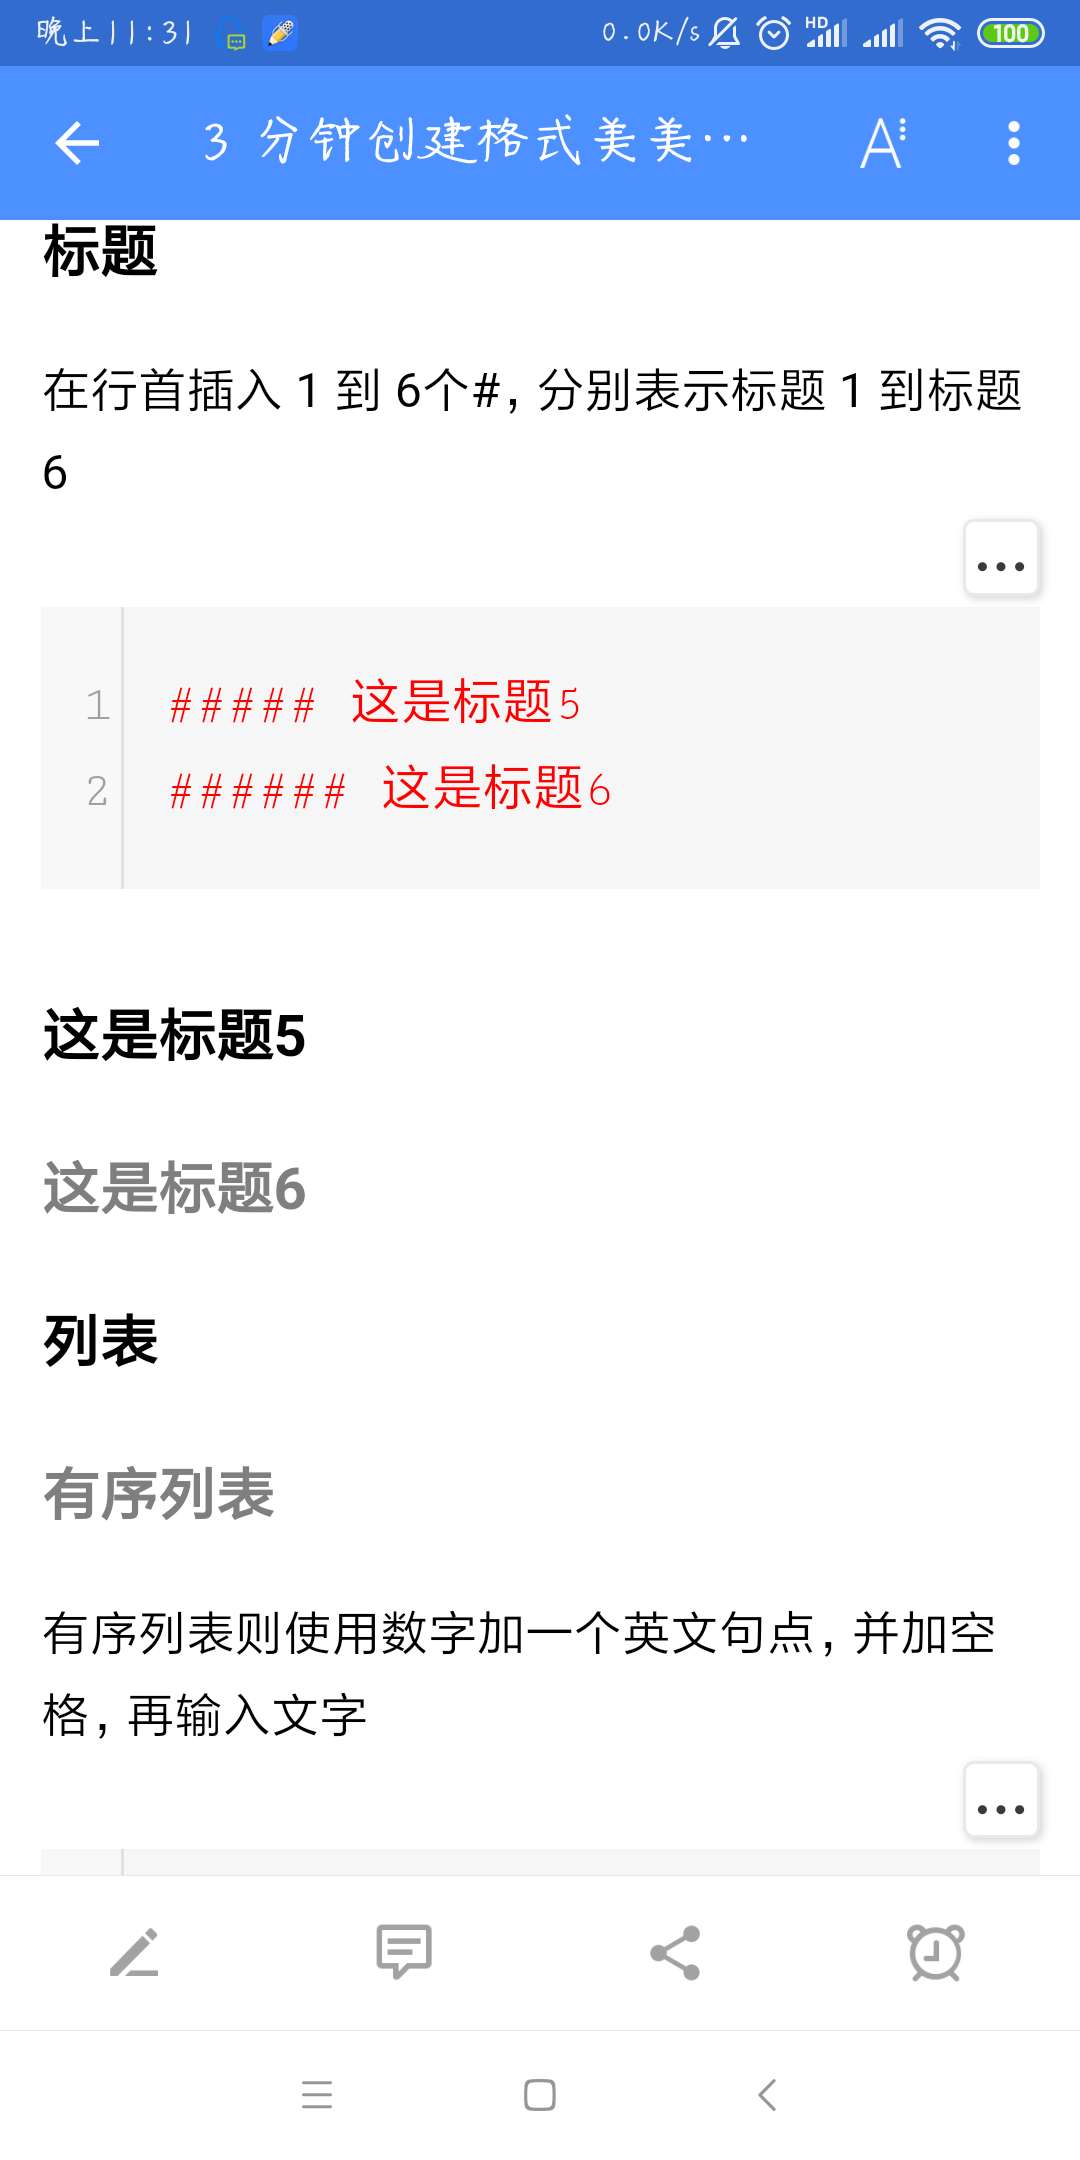 晚上11:31
0.0K/s
HD
100
3 分钟创建格式美美…
A
标题
在行首插入 1 到 6个#, 分别表示标题 1 到标题
6
...
1 ##### 这是标题5
2 ###### 这是标题6
这是标题5
这是标题6
列表
有序列表
有序列表则使用数字加一个英文句点, 并加空
格, 再输入文字
...